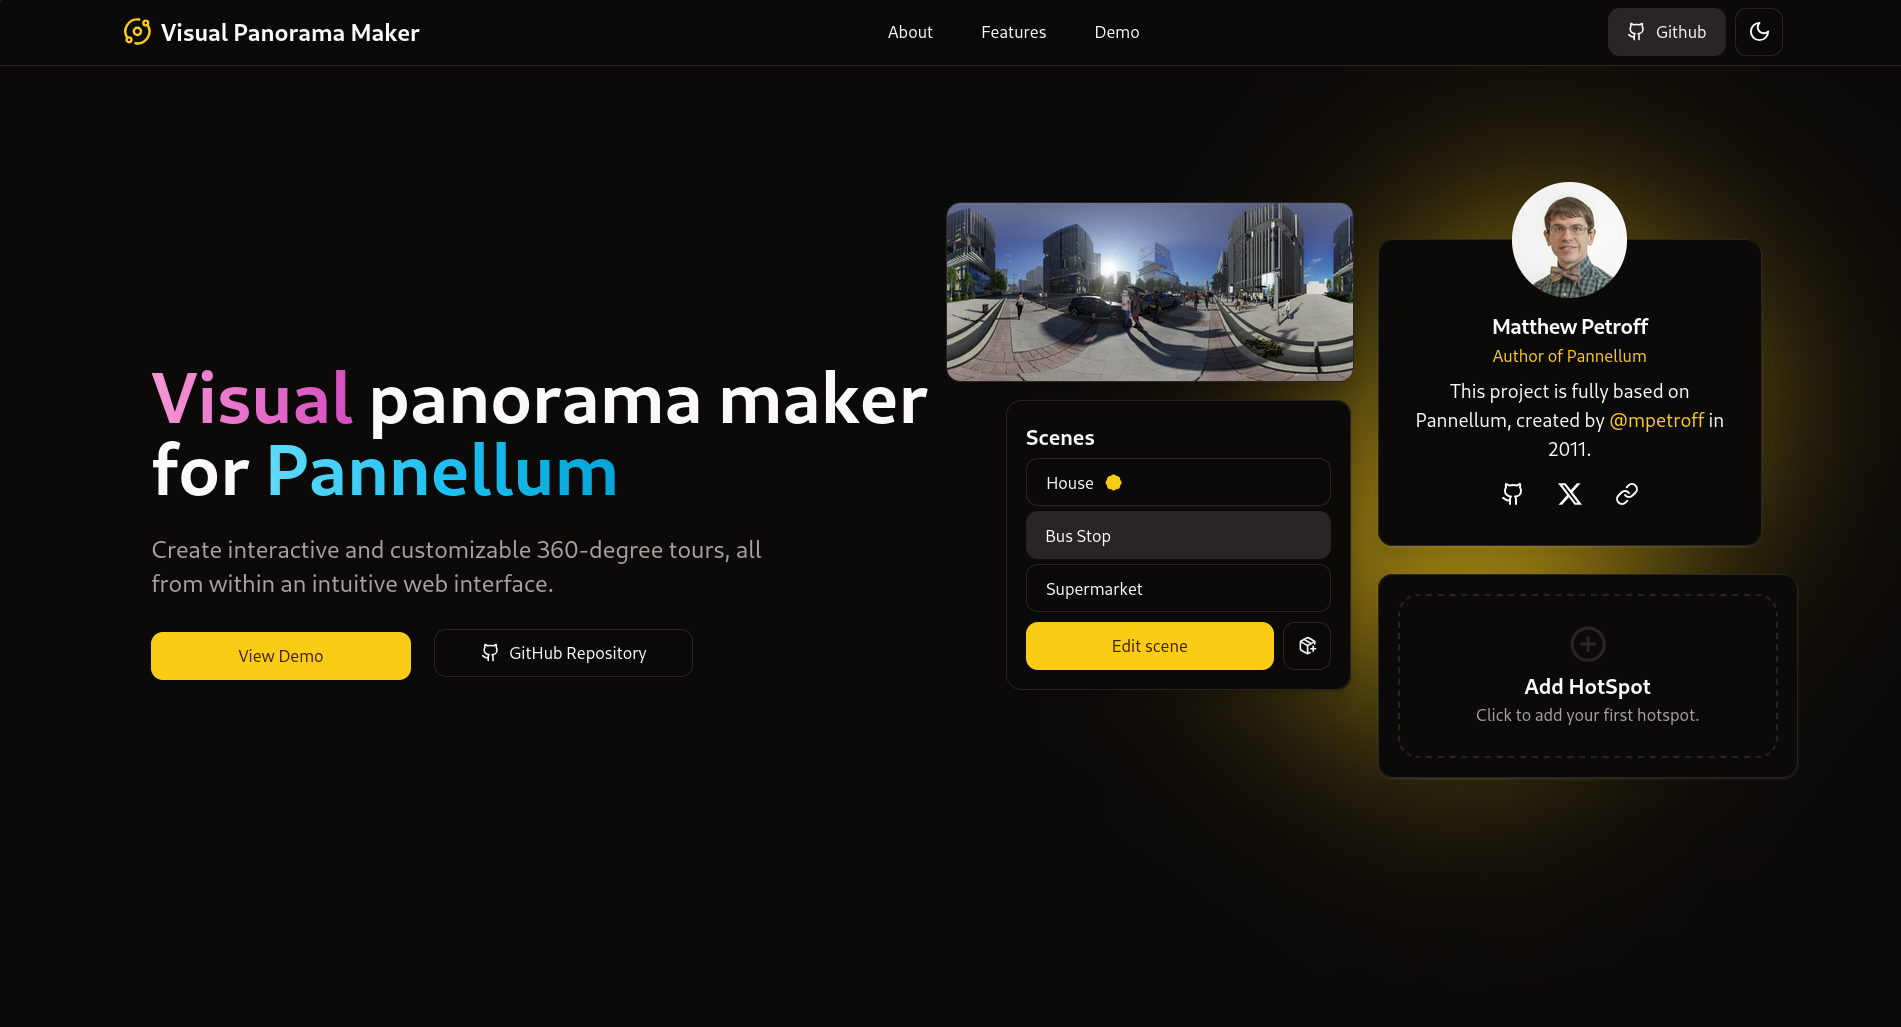 Visual Panorama Maker
About
Features
Demo
Github
Visual panorama maker
for Pannellum
Create interactive and customizable 360-degree tours, all
from within an intuitive web interface.
View Demo
GitHub Repository
Scenes
House
Bus Stop
Supermarket
Edit scene
Matthew Petroff
Author of Pannellum
This project is fully based on
Pannellum, created by @mpetroff in
2011.
Add HotSpot
Click to add your first hotspot.